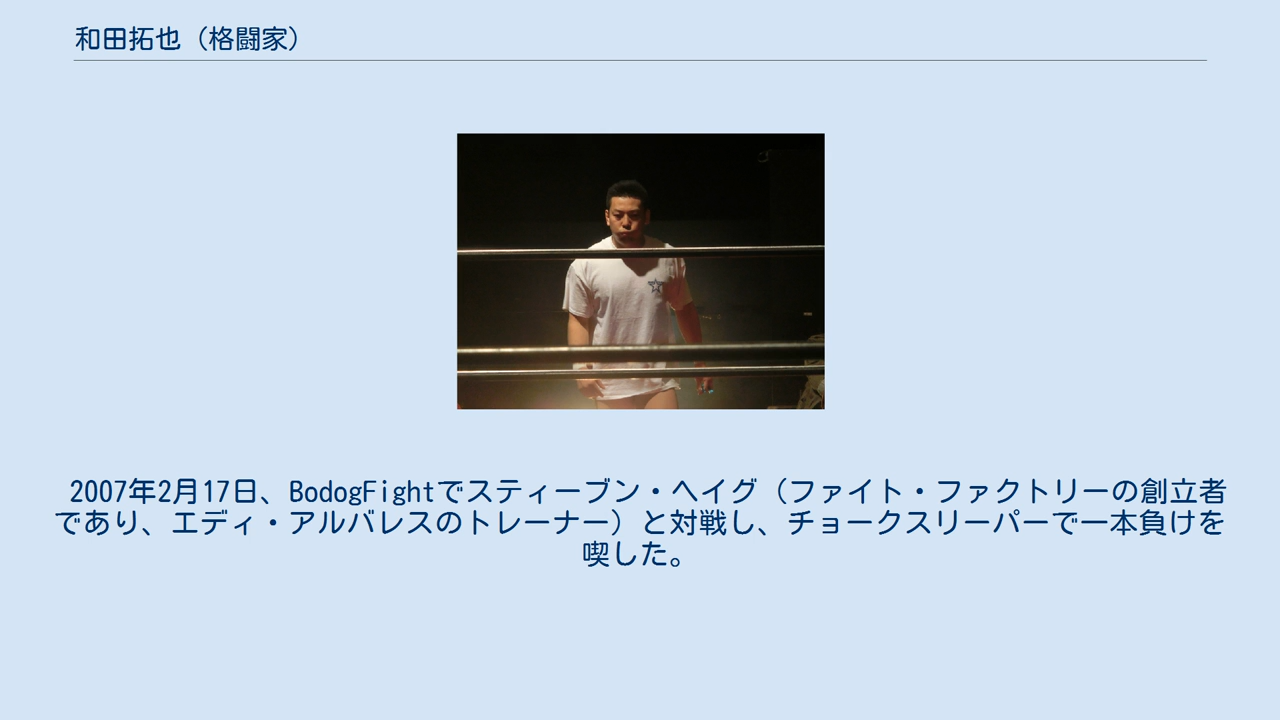 和田拓也（格闘家）
2007年2月17日、BodogFightでスティーブン・ヘイグ（ファイト・ファクトリーの創立者
であり、エディ・アルバレスのトレーナー）と対戦し、チョークスリーパーで一本負けを
喫した。